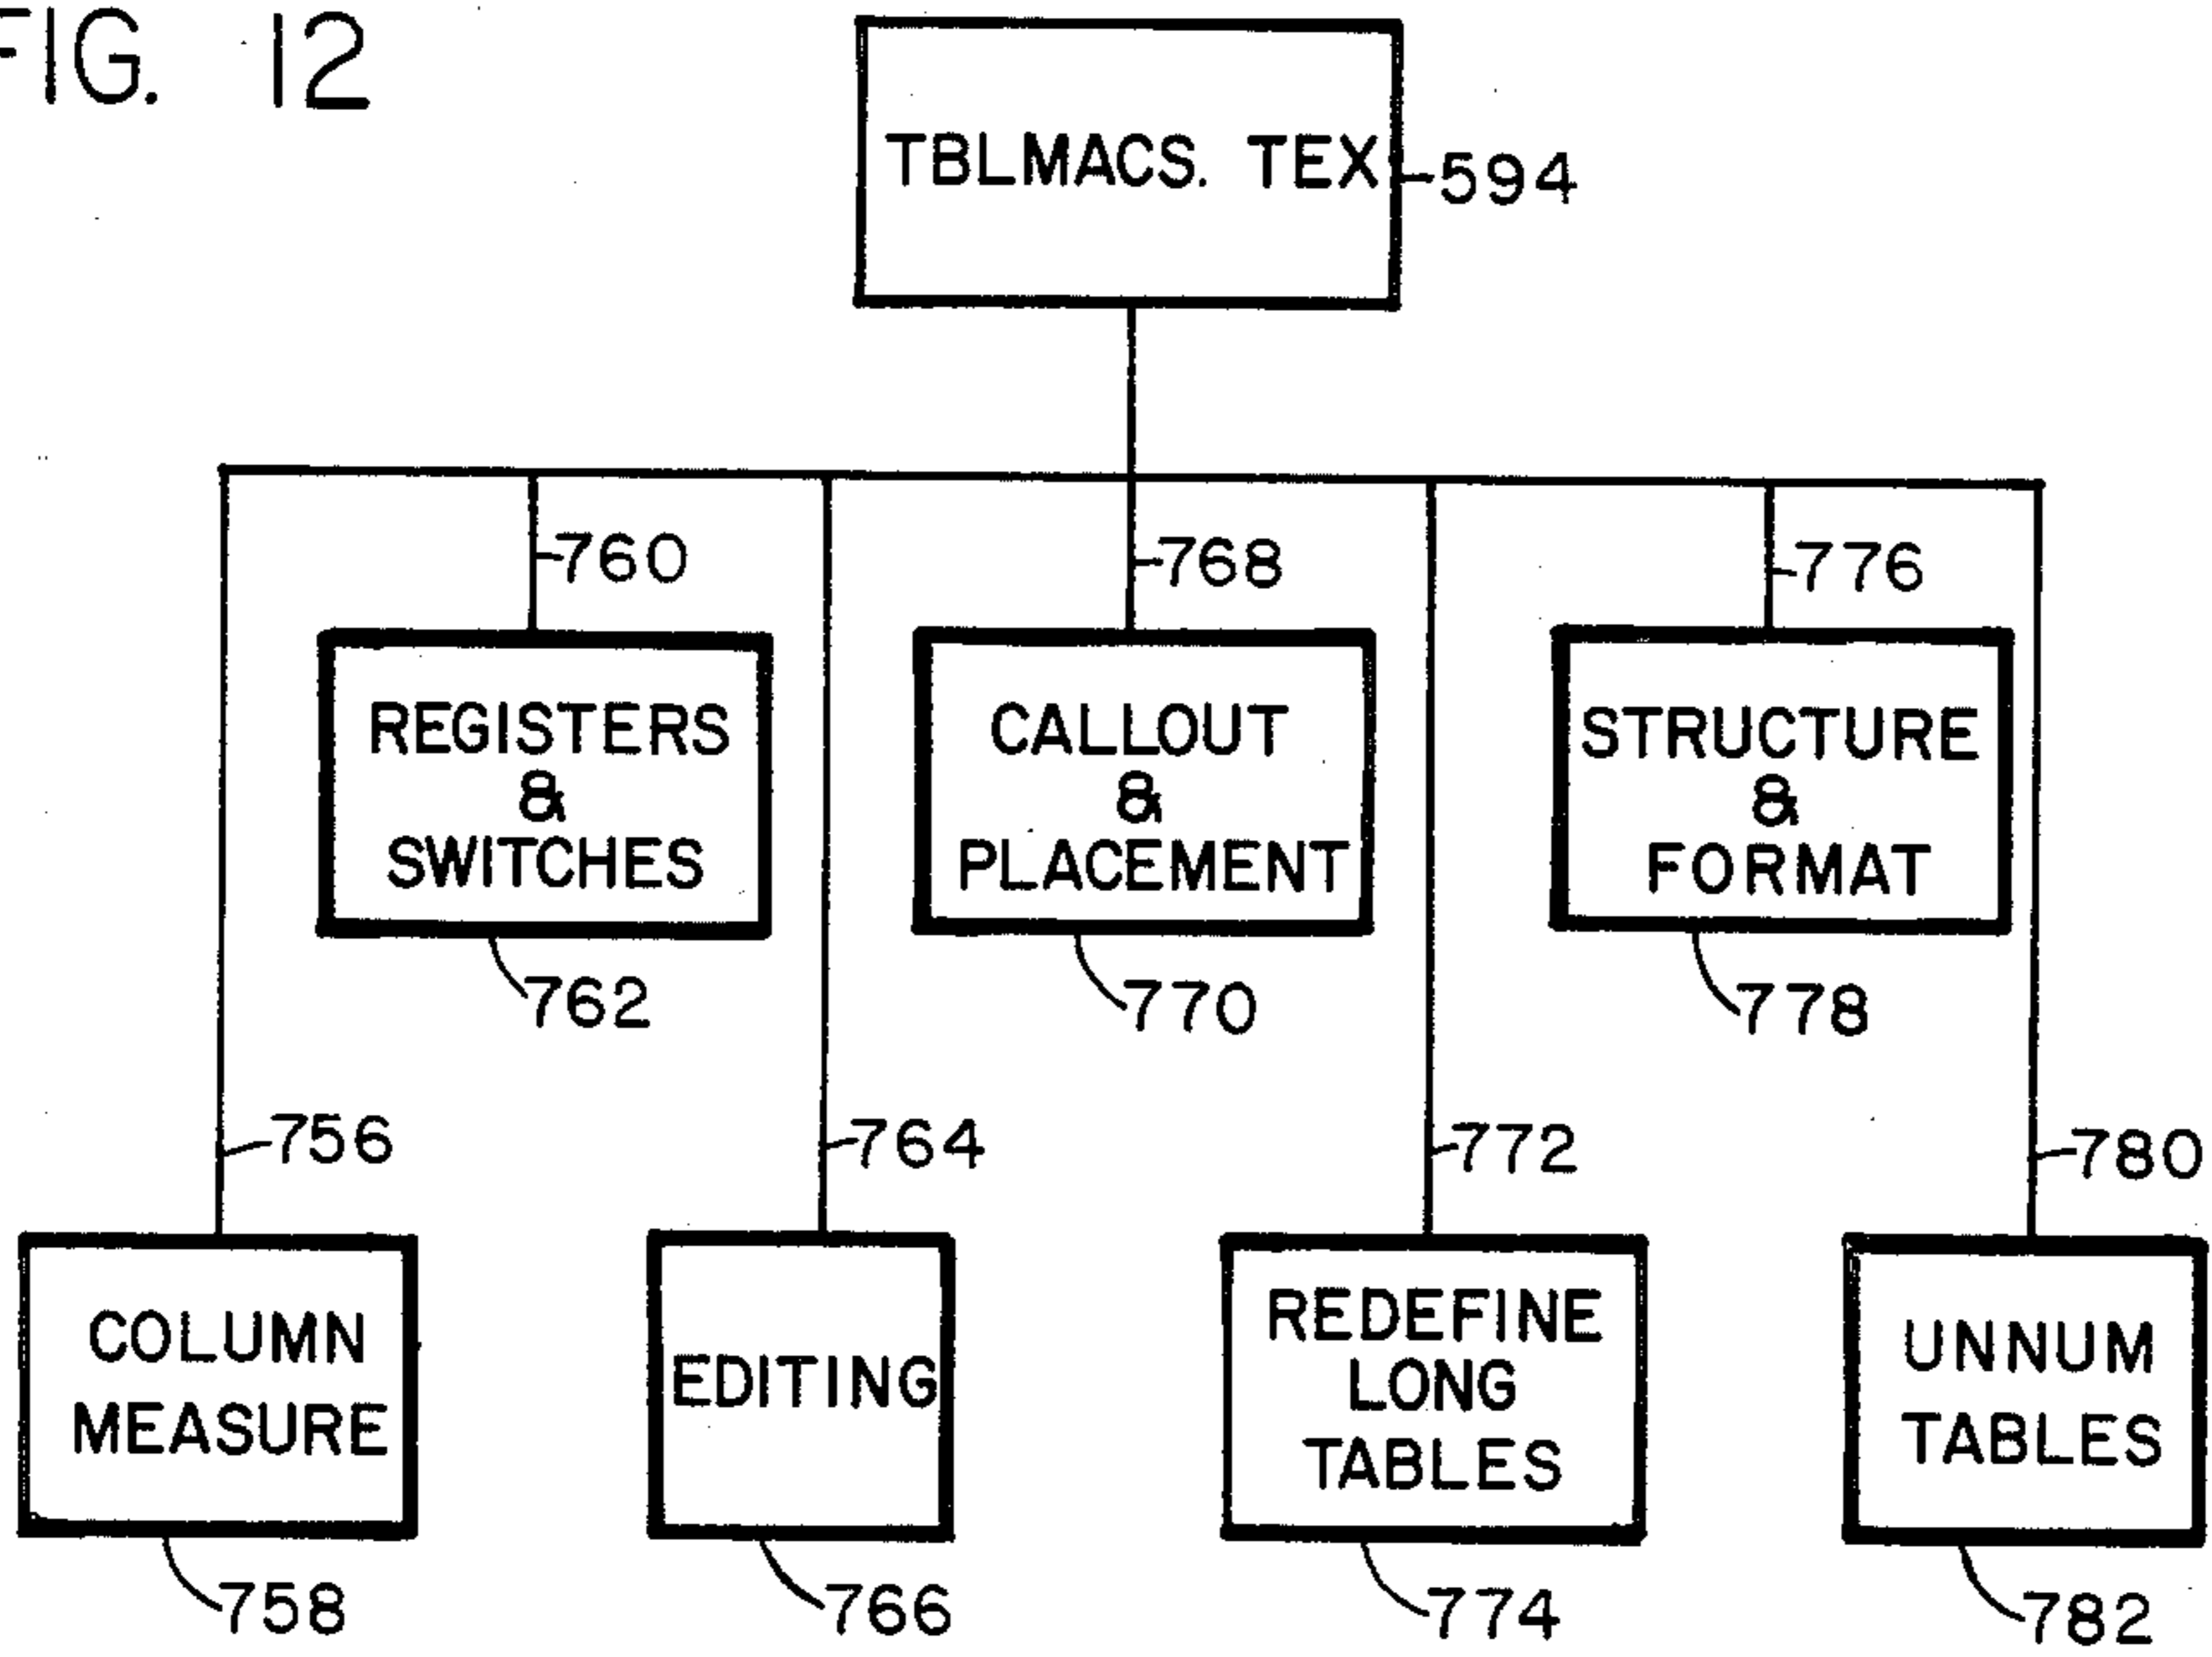 FIG. 12
TBLMACS. TEX
594
760
768
776
REGISTERS
&
SWITCHES
CALLOUT
&
PLACEMENT
STRUCTURE
&
FORMAT
762
770
778
756
764
772
780
COLUMN
MEASURE
EDITING
REDEFINE
LONG
TABLES
UNNUM
TABLES
758
766
774
782